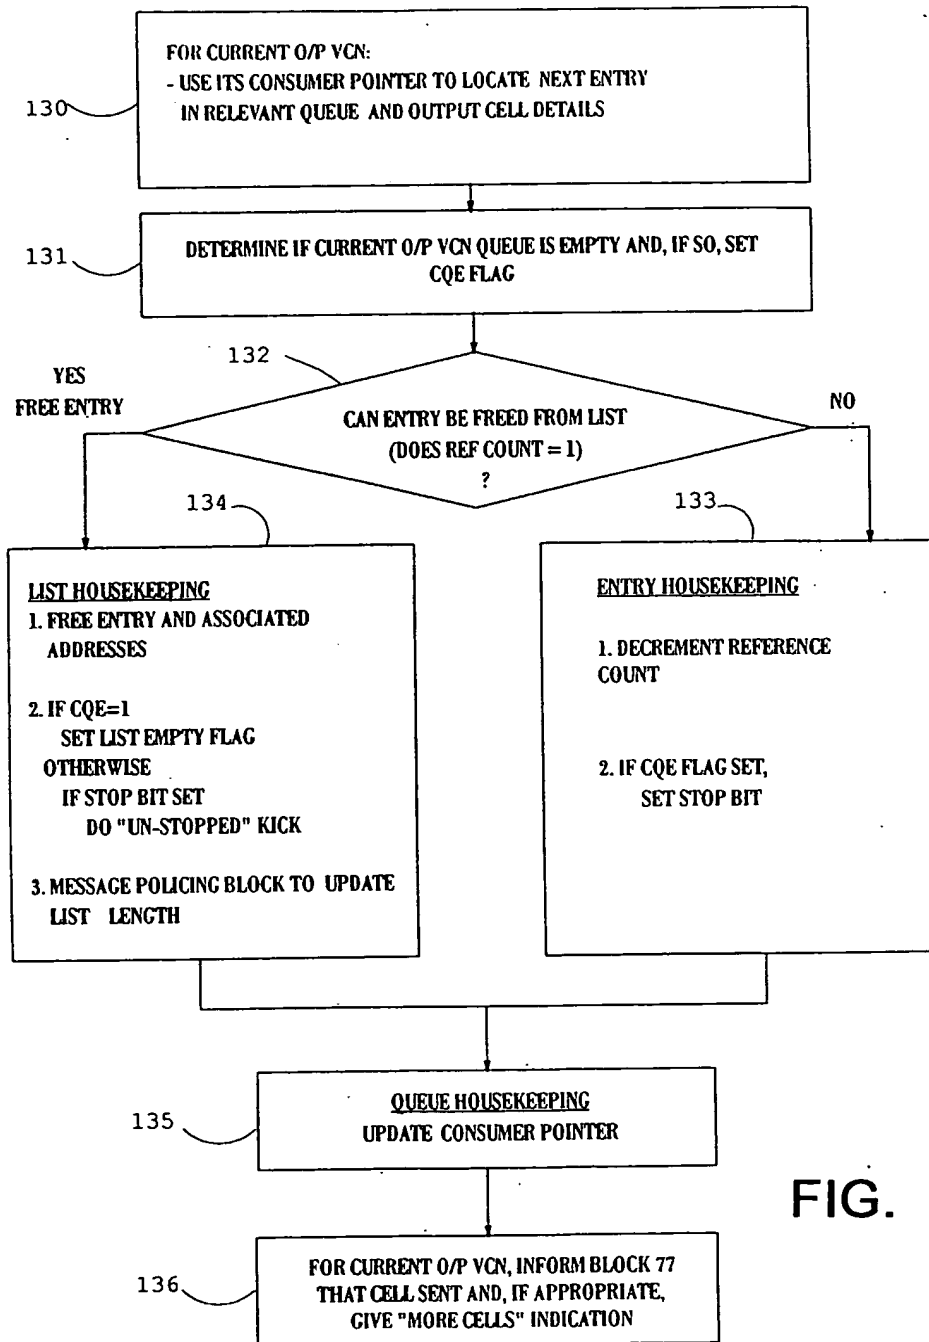 FOR CURRENT O/P VCN:
- USE ITS CONSUMER POINTER TO LOCATE NEXT ENTRY
IN RELEVANT QUEUE AND OUTPUT CELL DETAILS
130
DETERMINE IF CURRENT O/P VCN QUEUE IS EMPTY AND, IF SO, SET
CQE FLAG
131
132
YES
FREE ENTRY
CAN ENTRY BE FREED FROM LIST
(DOES REF COUNT = 1)
?
NO
134
LIST HOUSEKEEPING
1. FREE ENTRY AND ASSOCIATED
ADDRESSES
2. IF CQE=1
SET LIST EMPTY FLAG
OTHERWISE
IF STOP BIT SET
DO "UN-STOPPED" KICK
3. MESSAGE POLICING BLOCK TO UPDATE
LIST LENGTH
133
ENTRY HOUSEKEEPING
1. DECREMENT REFERENCE
COUNT
2. IF CQE FLAG SET,
SET STOP BIT
135
QUEUE HOUSEKEEPING
UPDATE CONSUMER POINTER
FIG.
136
FOR CURRENT O/P VCN, INFORM BLOCK 77
THAT CELL SENT AND, IF APPROPRIATE,
GIVE "MORE CELLS" INDICATION